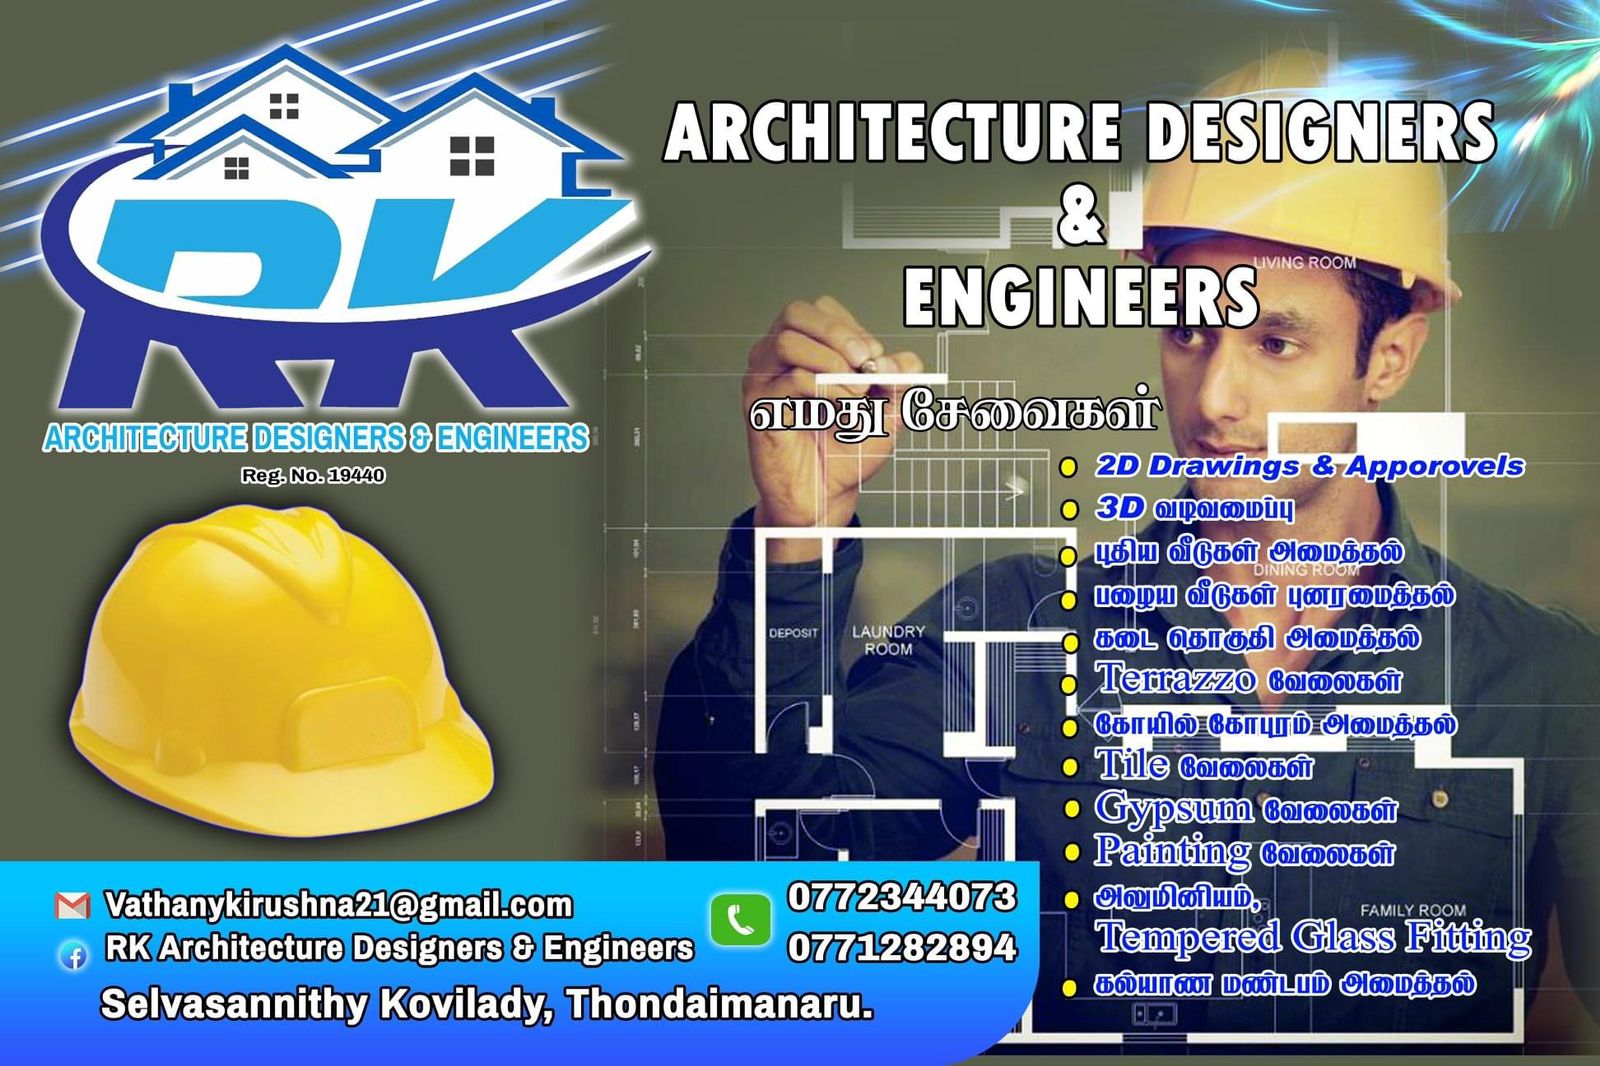 RK
ARCHITECTURE DESIGNERS & ENGINEERS
Reg. No. 19440
ARCHITECTURE DESIGNERS
&
ENGINEERS
LIVING ROOM
எமது சேவைகள்
2D Drawings & Apporovels
3D வடிவமைப்பு
புதிய வீடுகள் அமைத்தல்
DINING ROOM
பழைய வீடுகள் புனரமைத்தல்
கடை தொகுதி அமைத்தல்
Terrazzo வேலைகள்
கோயில் கோபுரம் அமைத்தல்
Tile வேலைகள்
Gypsum வேலைகள்
Painting வேலைகள்
அலுமினியம்,
Tempered Glass Fitting
கல்யாண மண்டபம் அமைத்தல்
DEPOSIT
LAUNDRY
ROOM
FAMILY ROOM
Vathanykirushna21@gmail.com
RK Architecture Designers & Engineers
0772344073
0771282894
Selvasannithy Kovilady, Thondaimanaru.